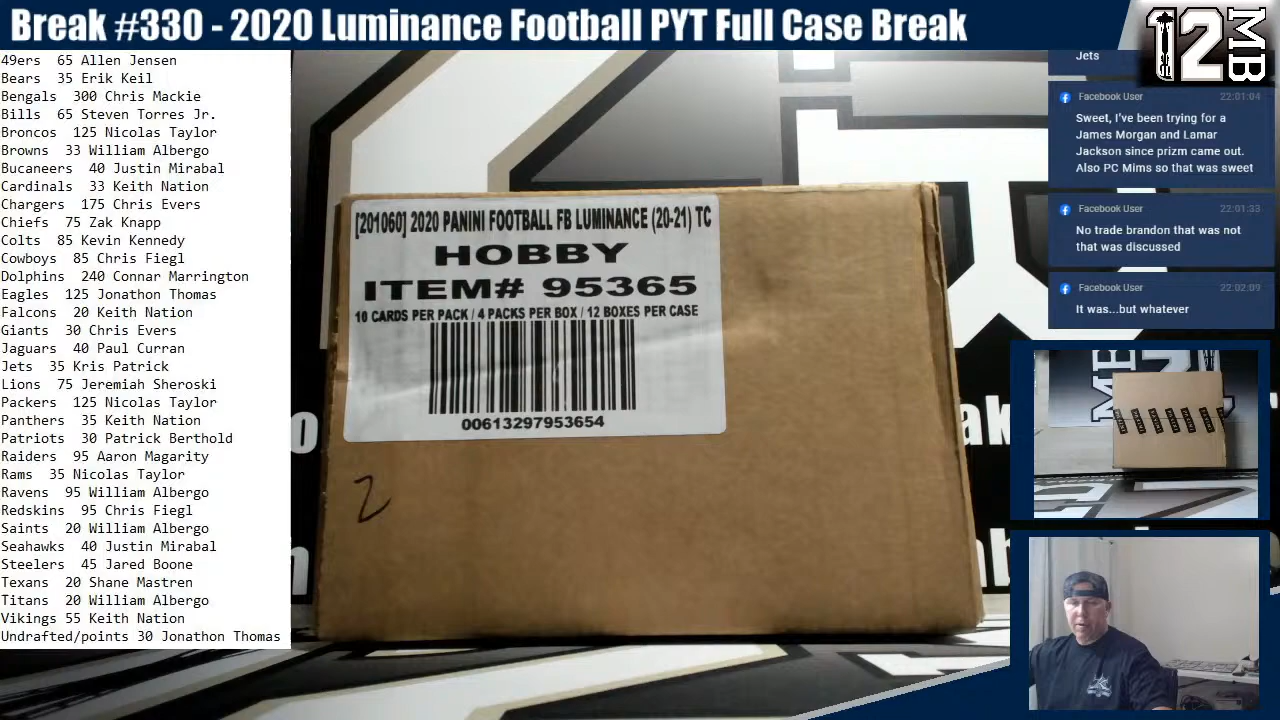 Break #330 - 2020 Luminance Football PYT Full Case Break
12
MB
49ers 65 Allen Jensen
Bears 35 Erik Keil
Bengals 300 Chris Mackie
Bills 65 Steven Torres Jr.
Broncos 125 Nicolas Taylor
Browns 33 William Albergo
Bucaneers 40 Justin Mirabal
Cardinals 33 Keith Nation
Chargers 175 Chris Evers
Chiefs 75 Zak Knapp
Colts 85 Kevin Kennedy
Cowboys 85 Chris Fiegl
Dolphins 240 Connar Marrington
Eagles 125 Jonathon Thomas
Falcons 20 Keith Nation
Giants 30 Chris Evers
Jaguars 40 Paul Curran
Jets 35 Kris Patrick
Lions 75 Jeremiah Sheroski
Packers 125 Nicolas Taylor
Panthers 35 Keith Nation
Patriots 30 Patrick Berthold
Raiders 95 Aaron Magarity
Rams 35 Nicolas Taylor
Ravens 95 William Albergo
Redskins 95 Chris Fiegl
Saints 20 William Albergo
Seahawks 40 Justin Mirabal
Steelers 45 Jared Boone
Texans 20 Shane Mastren
Titans 20 William Albergo
Vikings 55 Keith Nation
Undrafted/points 30 Jonathon Thomas
[201060] 2020 PANINI FOOTBALL FB LUMINANCE (20-21) TC
HOBBY
ITEM# 95365
10 CARDS PER PACK / 4 PACKS PER BOX / 12 BOXES PER CASE
00613297953654
2
Jets
Facebook User 22:01:04
Sweet, I've been trying for a
James Morgan and Lamar
Jackson since prizm came out.
Also PC Mims so that was sweet
Facebook User 22:01:33
No trade brandon that was not
that was discussed
Facebook User 22:02:09
It was...but whatever